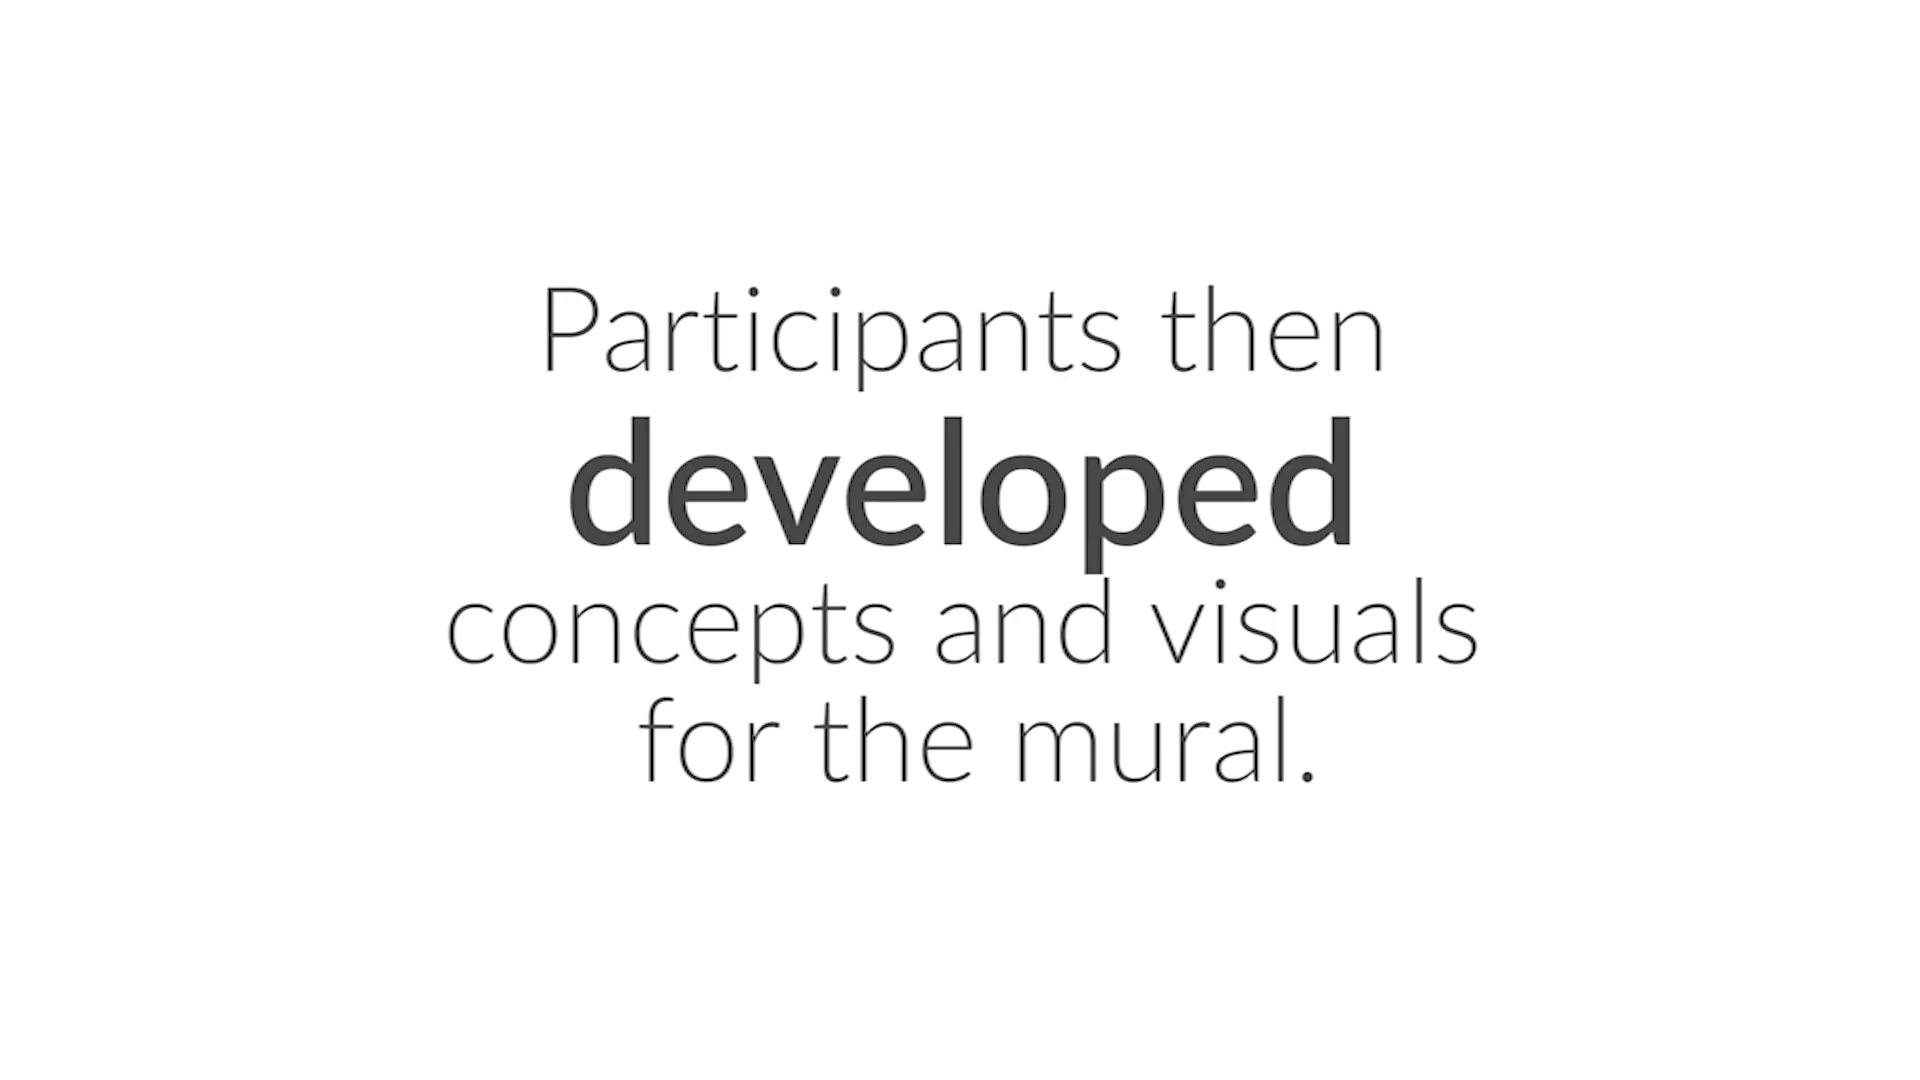 Participants then
developed
concepts and visuals
for the mural.